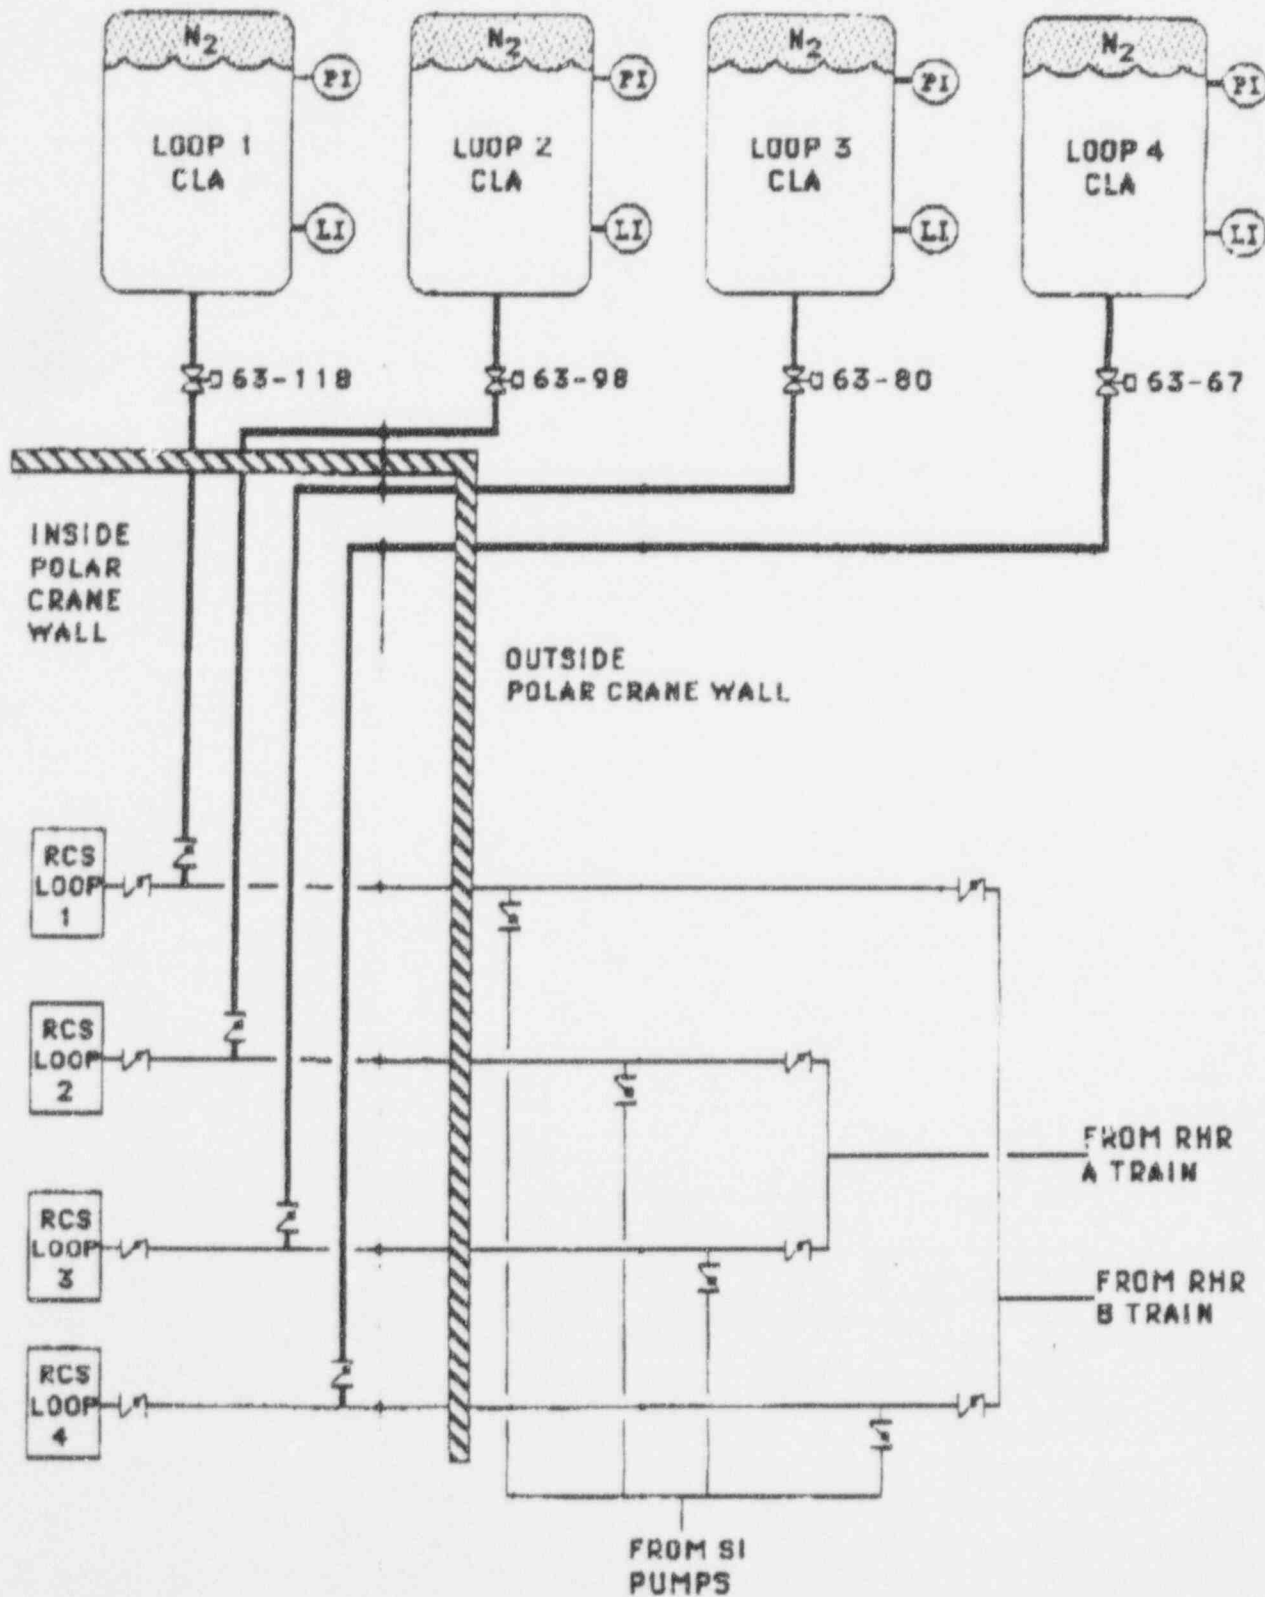 N2
N2
N2
N2
PI
PI
PI
PI
LOOP 1
CLA
LOOP 2
CLA
LOOP 3
CLA
LOOP 4
CLA
LI
LI
LI
LI
63-118
63-98
63-80
63-67
INSIDE
POLAR
CRANE
WALL
OUTSIDE
POLAR CRANE WALL
RCS
LOOP
1
RCS
LOOP
2
FROM RHR
A TRAIN
RCS
LOOP
3
FROM RHR
B TRAIN
RCS
LOOP
4
FROM SI
PUMPS